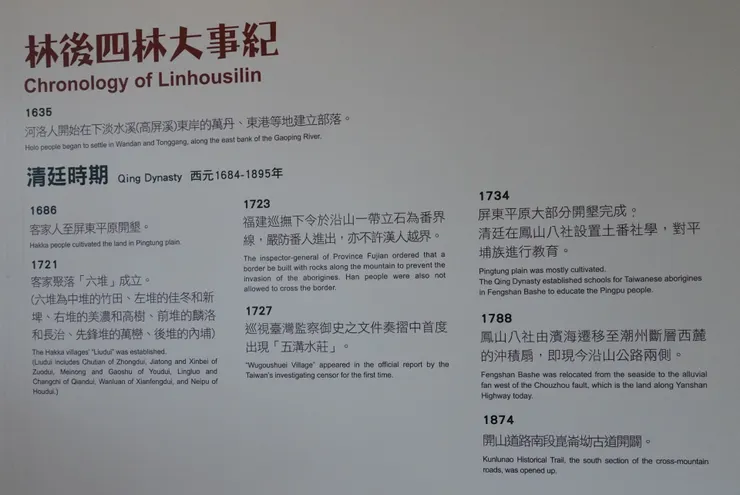 林後四林大事紀
Chronology of Linhousilin
1635
河洛人開始在下淡水溪(高屏溪)東岸的萬丹、東港等地建立部落。
Holo people began to settle in Wandan and Tonggang, along the east bank of the Gaoping River.
清廷時期 Qing Dynasty 西元1684-1895年
1686
客家人至屏東平原開墾。
Hakka people cultivated the land in Pingtung plain.
1721
客家聚落「六堆」成立。
(六堆為中堆的竹田、左堆的佳冬和新
埤、右堆的美濃和高樹、前堆的麟洛
和長治、先鋒堆的萬巒、後堆的內埔)
The Hakka villages' "Liudui" was established.
(Liudui includes Chutian of Zhongdui, Jiatong and Xinbei of
Zuodui, Meinong and Gaoshu of Youdui, Lingluo and
Changchi of Qiandui, Wanluan of Xianfengdui, and Neipu of
Houdui.)
1723
福建巡撫下令於沿山一帶立石為番界
線，嚴防番人進出，亦不許漢人越界。
The inspector-general of Province Fujian ordered that a
border be built with rocks along the mountain to prevent the
invasion of the aborigines. Han people were also not
allowed to cross the border.
1727
巡視臺灣監察御史之文件奏摺中首度
出現「五溝水莊」。
"Wugoushuei Village" appeared in the official report by the
Taiwan's investigating censor for the first time.
1734
屏東平原大部分開墾完成。
清廷在鳳山八社設置土番社學，對平
埔族進行教育。
Pingtung plain was mostly cultivated.
The Qing Dynasty established schools for Taiwanese aborigines
in Fengshan Bashe to educate the Pingpu people.
1788
鳳山八社由濱海遷移至潮州斷層西麓
的沖積扇，即現今沿山公路兩側。
Fengshan Bashe was relocated from the seaside to the alluvial
fan west of the Chouzhou fault, which is the land along Yanshan
Highway today.
1874
開山道路南段崑崙坳古道開闢。
Kunlunao Historical Trail, the south section of the cross-mountain
roads, was opened up.